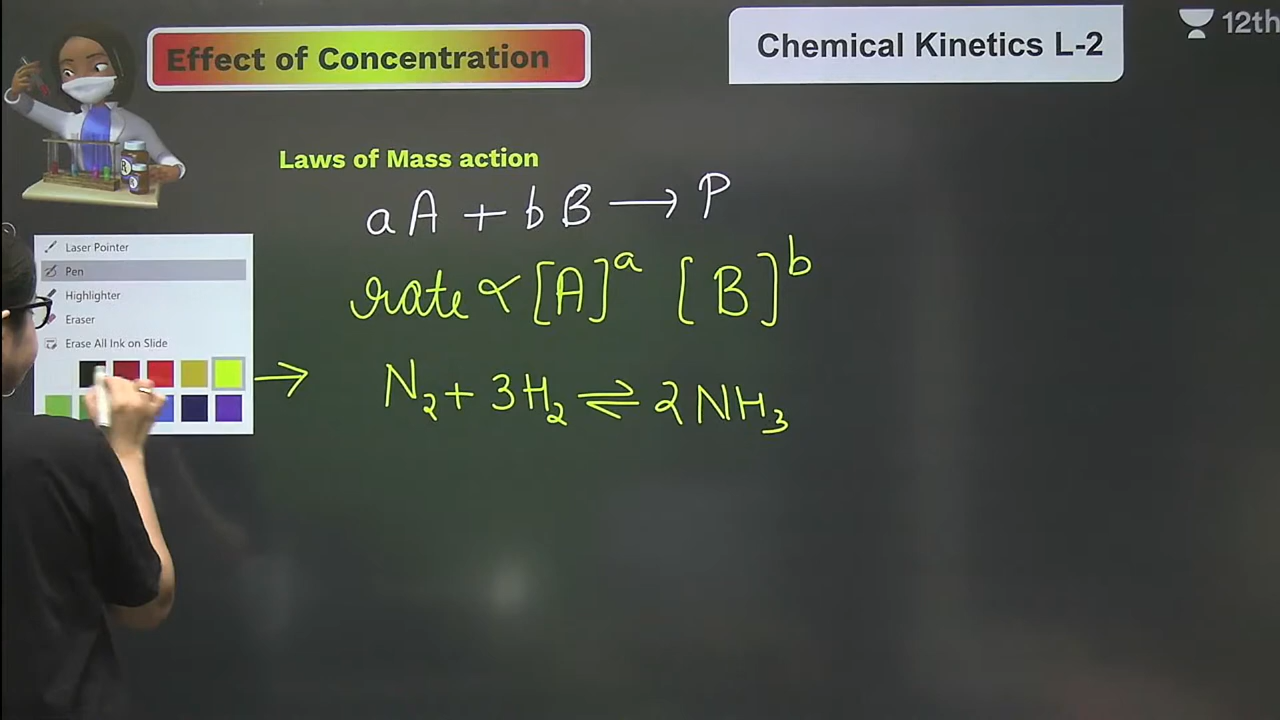 Effect of Concentration
Chemical Kinetics L-2
12th
Laws of Mass action
aA + bB → P
rate ∝ [A]ᵃ [B]ᵇ
Laser Pointer
Pen
Highlighter
Eraser
Erase All Ink on Slide
→ N₂ + 3H₂ ⇌ 2NH₃